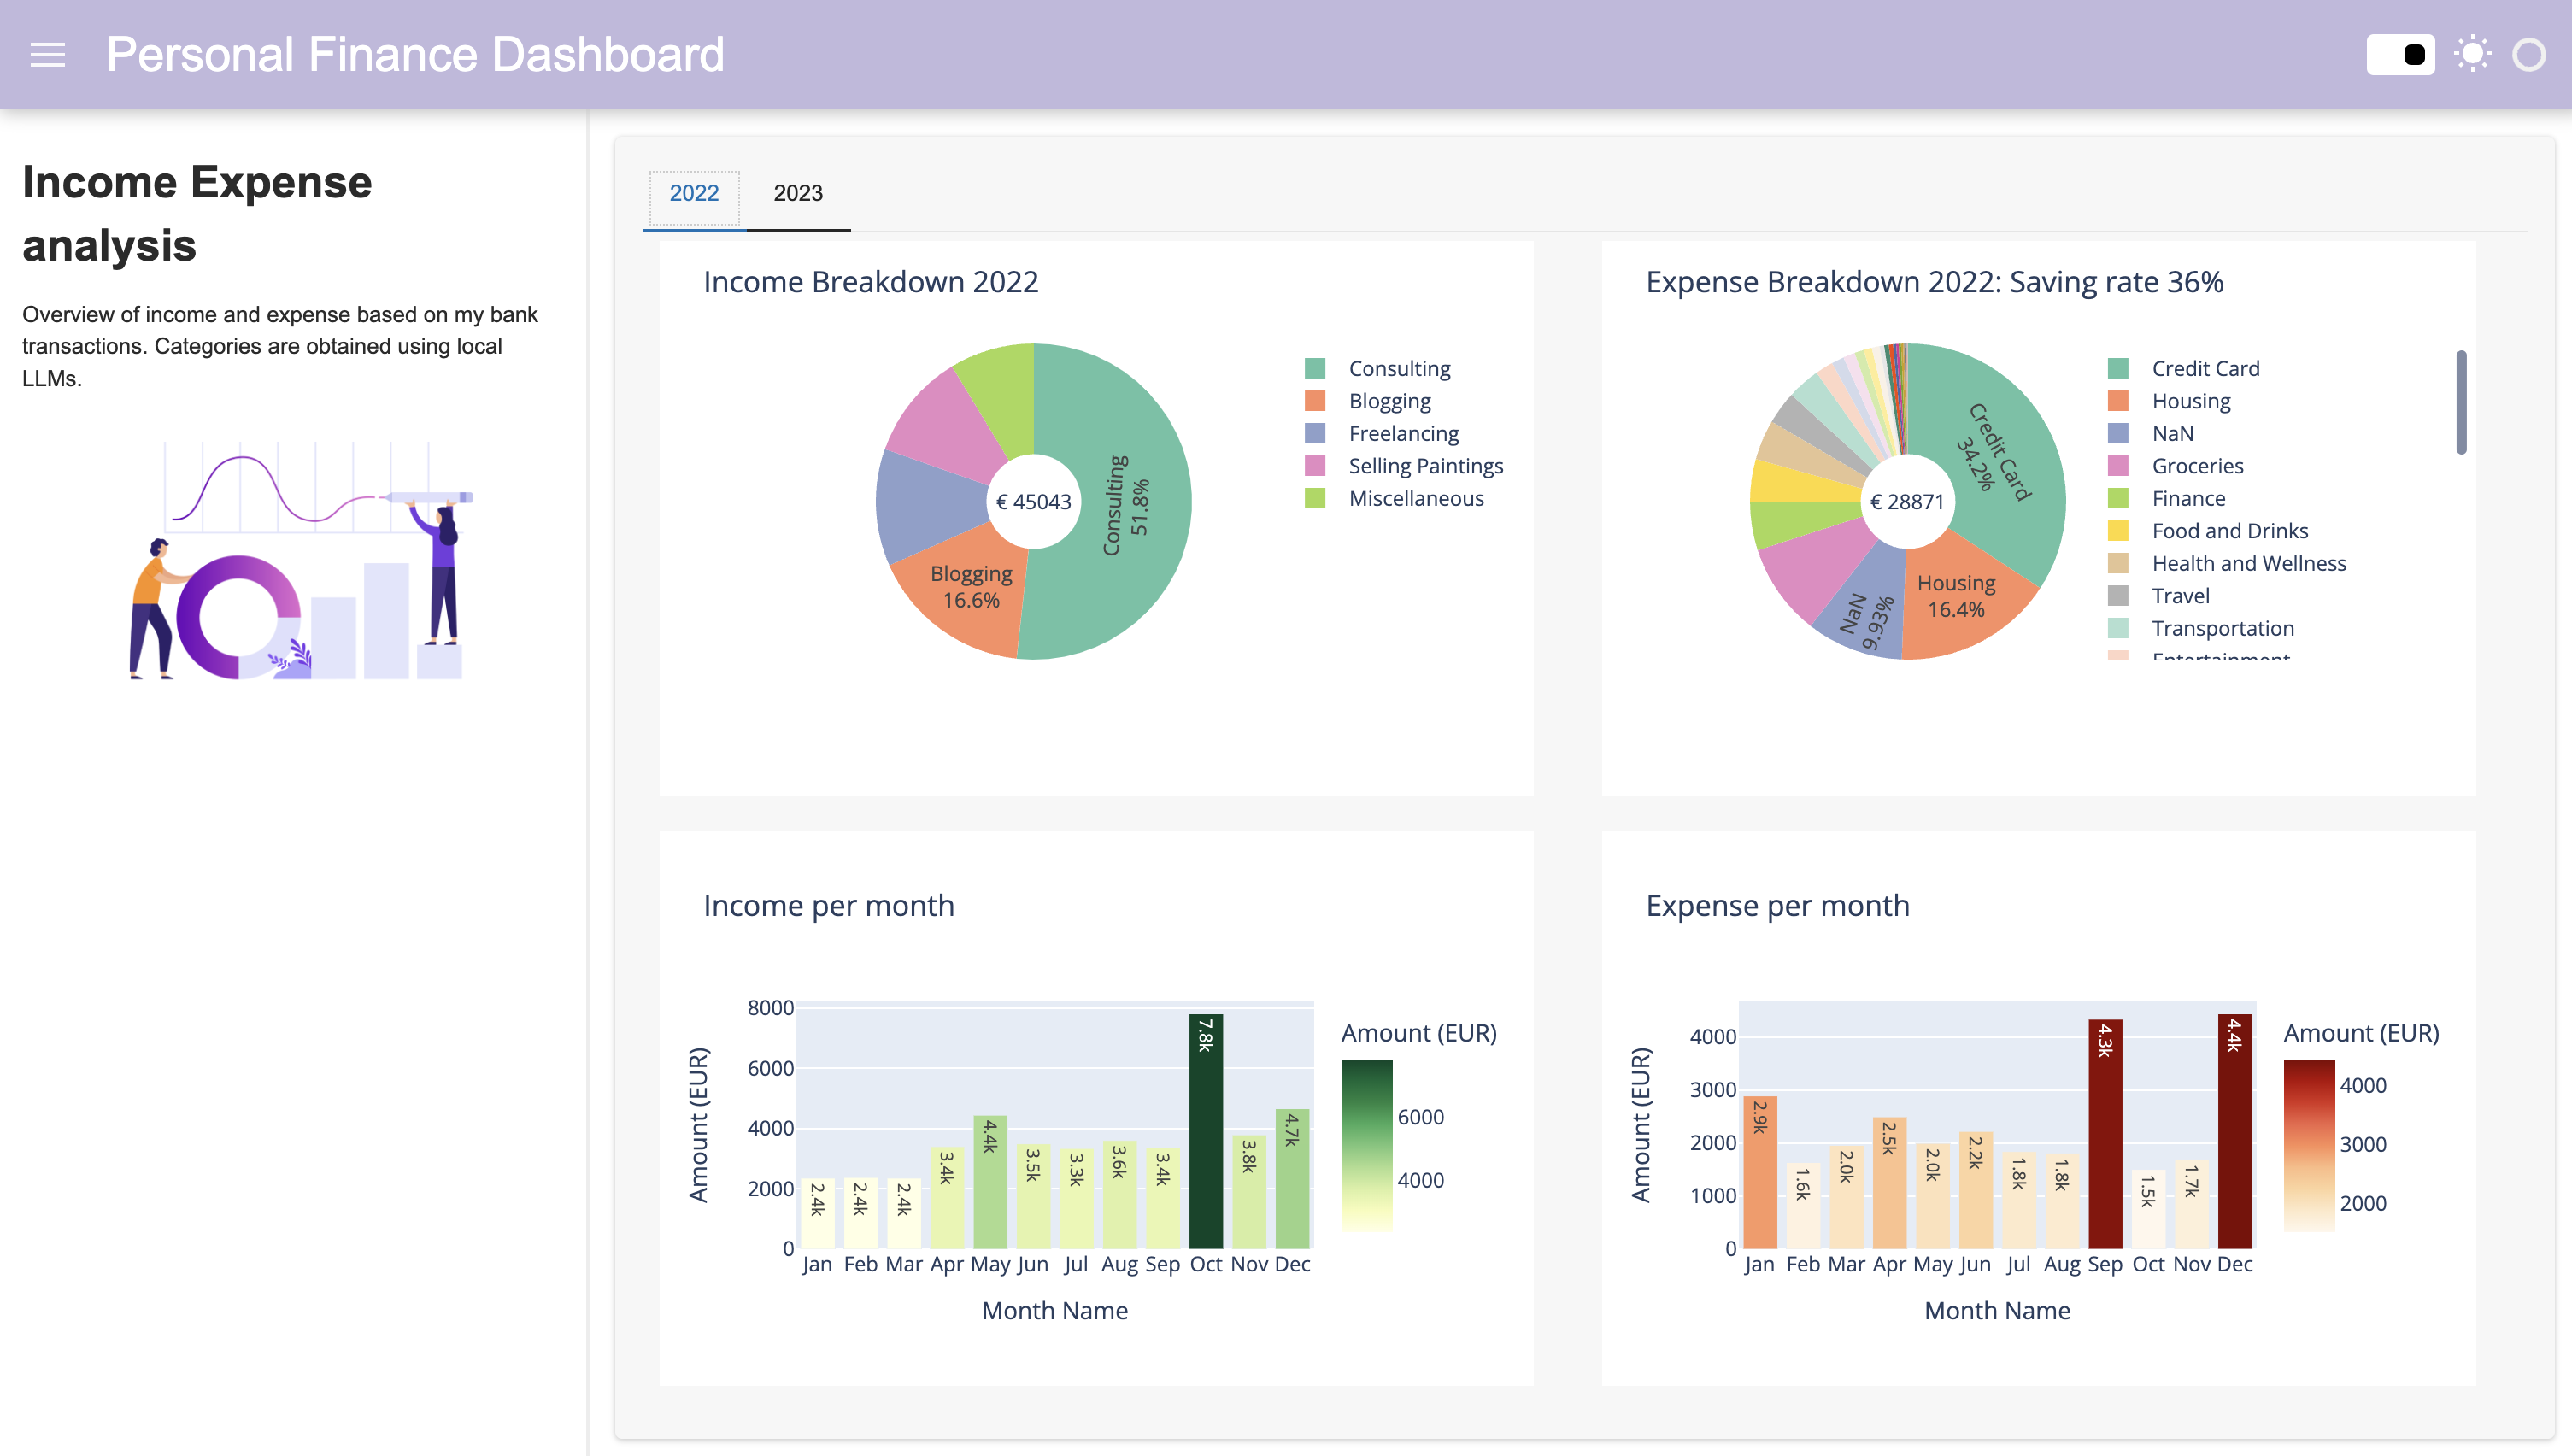 Personal Finance Dashboard
Income Expense
analysis
Overview of income and expense based on my bank
transactions. Categories are obtained using local
LLMs.
2022
2023
Income Breakdown 2022
Consulting
51.8%
Blogging
16.6%
€ 45043
Consulting
Blogging
Freelancing
Selling Paintings
Miscellaneous
Expense Breakdown 2022: Saving rate 36%
Credit Card
34.2%
Housing
16.4%
NaN
9.93%
€ 28871
Credit Card
Housing
NaN
Groceries
Finance
Food and Drinks
Health and Wellness
Travel
Transportation
Entertainment
Income per month
Amount (EUR)
8000
6000
4000
2000
0
2.4k
2.4k
2.4k
3.4k
4.4k
3.5k
3.3k
3.6k
3.4k
7.8k
3.8k
4.7k
Jan Feb Mar Apr May Jun Jul Aug Sep Oct Nov Dec
Month Name
Amount (EUR)
6000
4000
Expense per month
Amount (EUR)
4000
3000
2000
1000
0
2.9k
1.6k
2.0k
2.5k
2.0k
2.2k
1.8k
1.8k
4.3k
1.5k
1.7k
4.4k
Jan Feb Mar Apr May Jun Jul Aug Sep Oct Nov Dec
Month Name
Amount (EUR)
4000
3000
2000